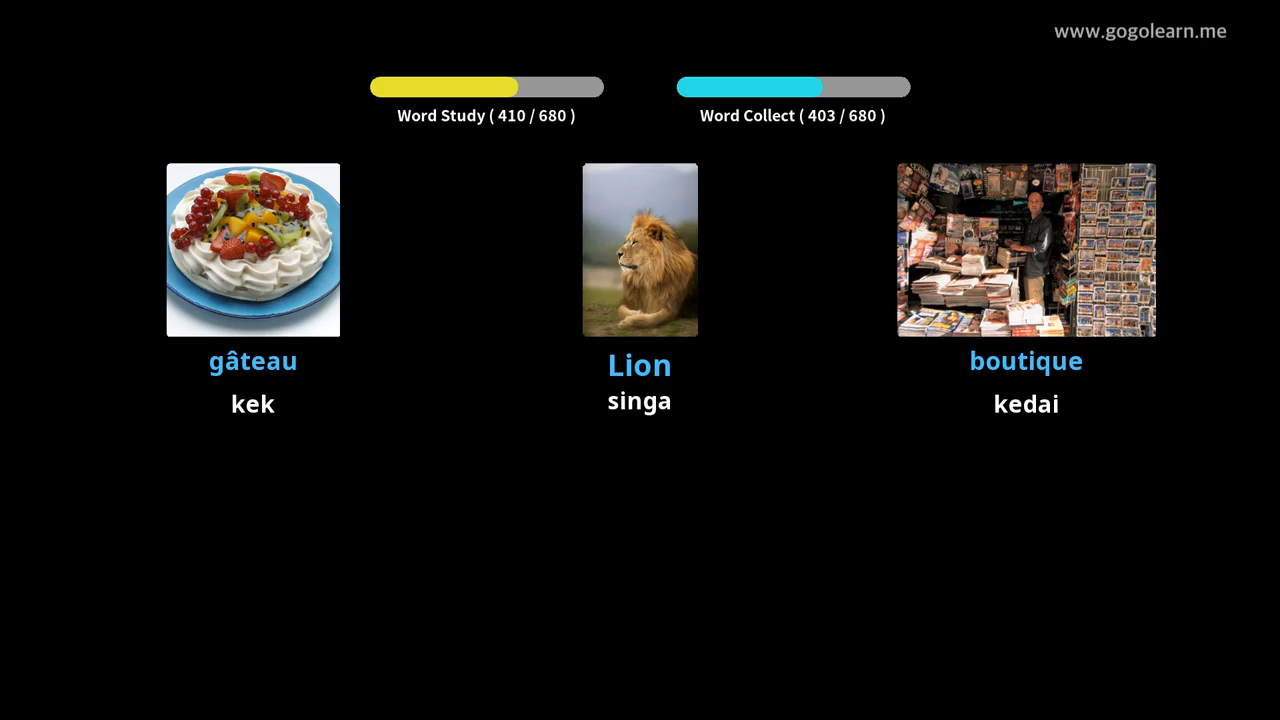 www.gogolearn.me
Word Study ( 410 / 680 )
Word Collect ( 403 / 680 )
gâteau
kek
Lion
singa
boutique
kedai